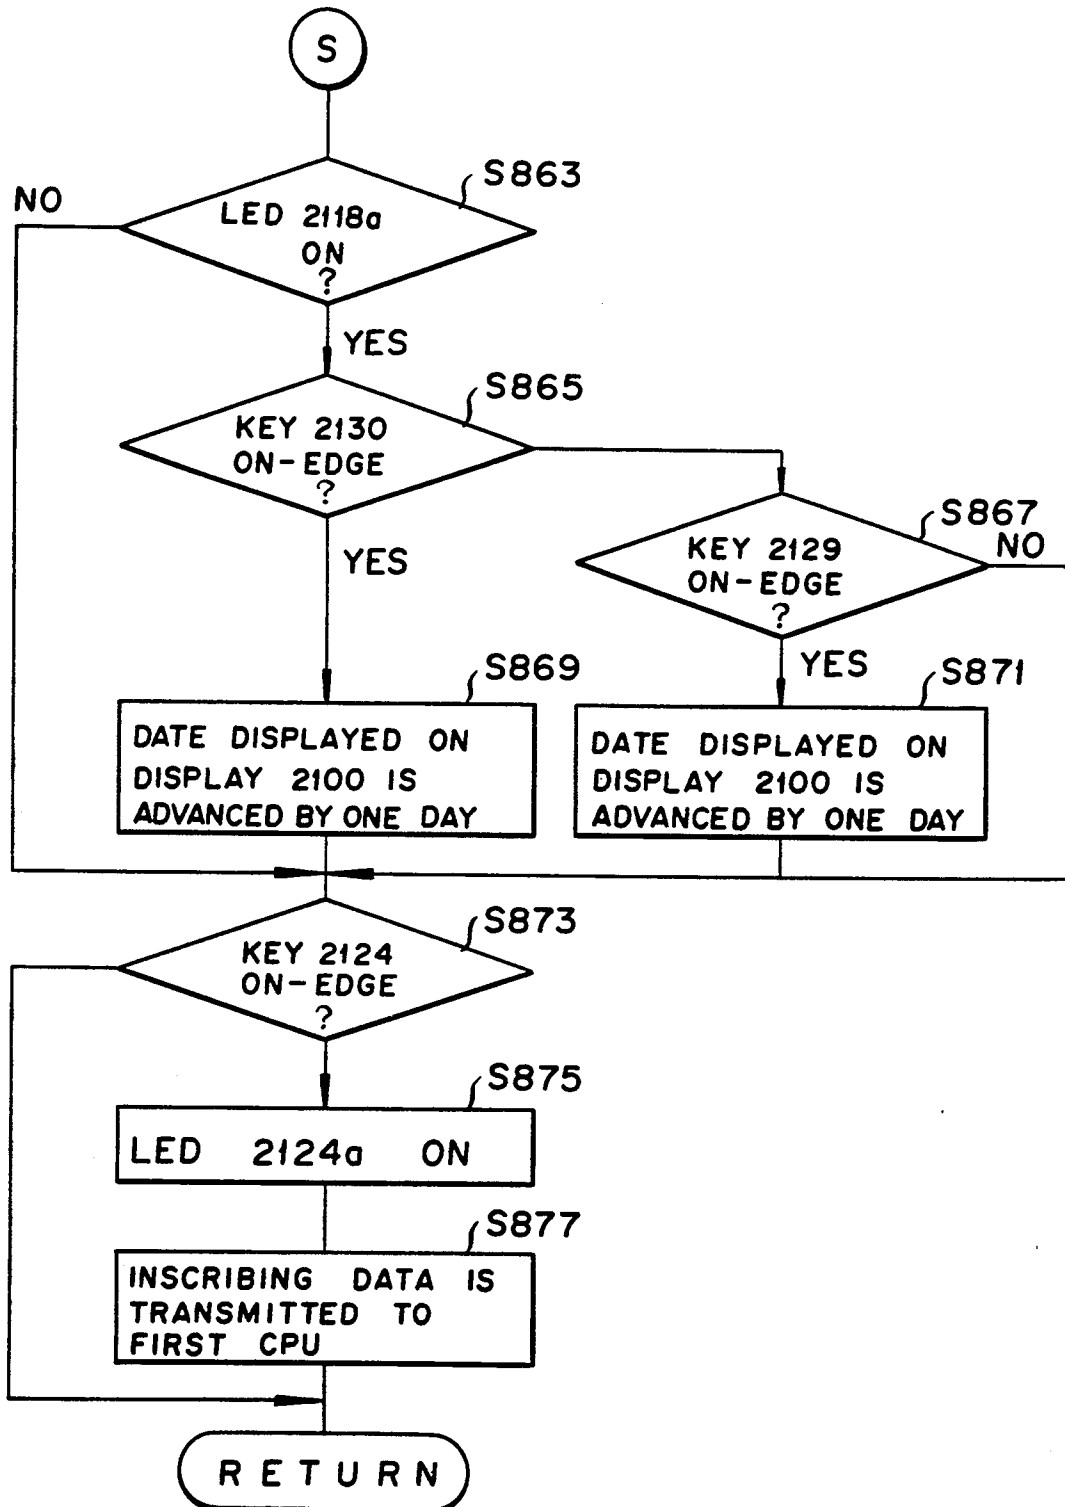 S
S863
NO
LED 2118a
ON
?
YES
S865
KEY 2130
ON-EDGE
?
YES
S867
NO
KEY 2129
ON-EDGE
?
YES
S869
DATE DISPLAYED ON
DISPLAY 2100 IS
ADVANCED BY ONE DAY
S871
DATE DISPLAYED ON
DISPLAY 2100 IS
ADVANCED BY ONE DAY
S873
KEY 2124
ON-EDGE
?
S875
LED 2124a ON
S877
INSCRIBING DATA IS
TRANSMITTED TO
FIRST CPU
RETURN